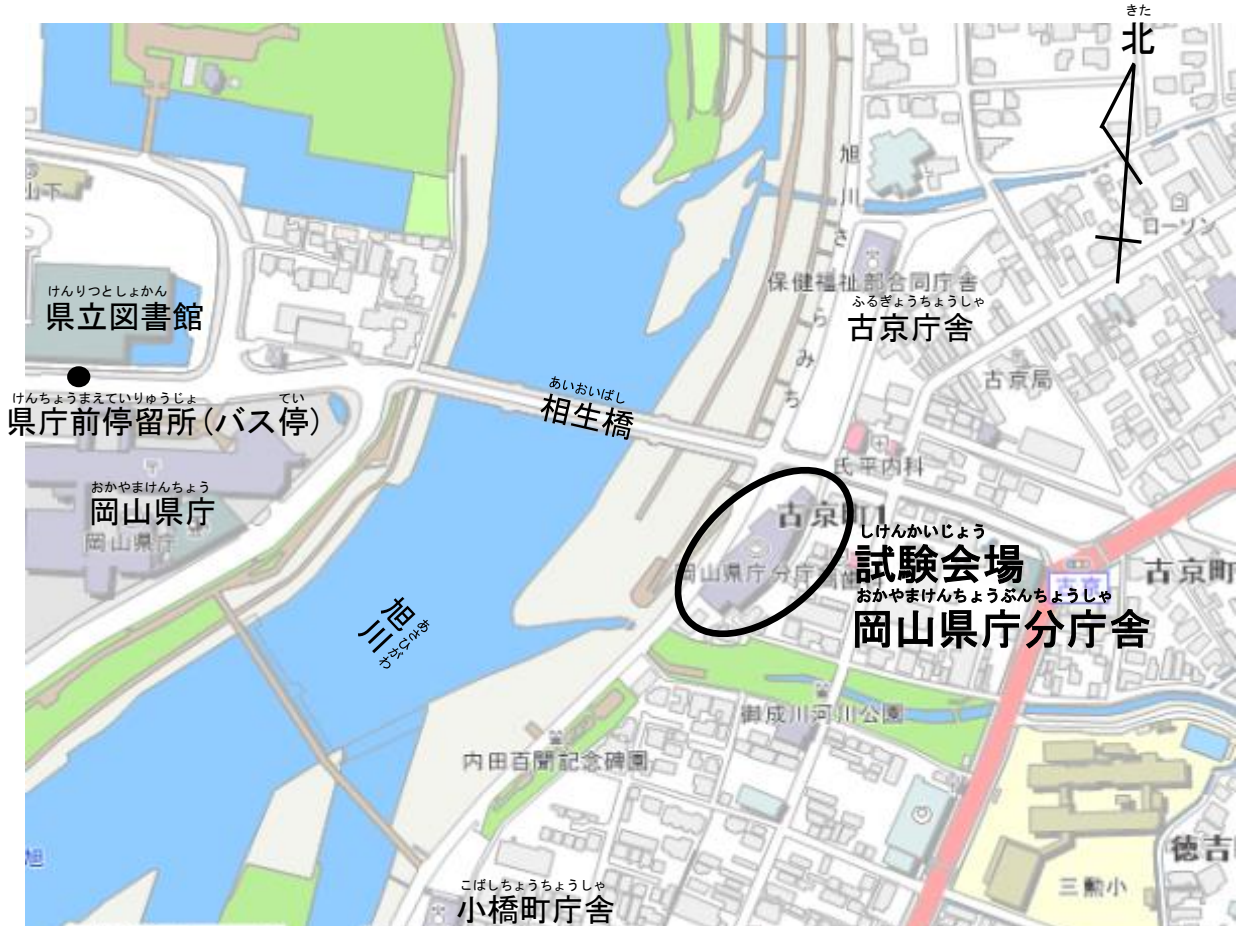 きた
北
山下
旭川さくらみち
ローソン
保健福祉部合同庁舎
ふるぎょうちょうしゃ
古京庁舎
けんりつとしょかん
県立図書館
古京局
けんちょうまえていりゅうじょ てい
県庁前停留所(バス停)
あいおいばし
相生橋
氏平内科
おかやまけんちょう
岡山県庁
岡山県庁
古京町1
しけんかいじょう
試験会場
岡山県庁分庁
おかやまけんちょうぶんちょうしゃ
岡山県庁分庁舎
古京
古京町
あさひがわ
旭川
御成川河川公園
内田百閒記念碑園
旭
徳吉
三勲小
こばしちょうちょうしゃ
小橋町庁舎